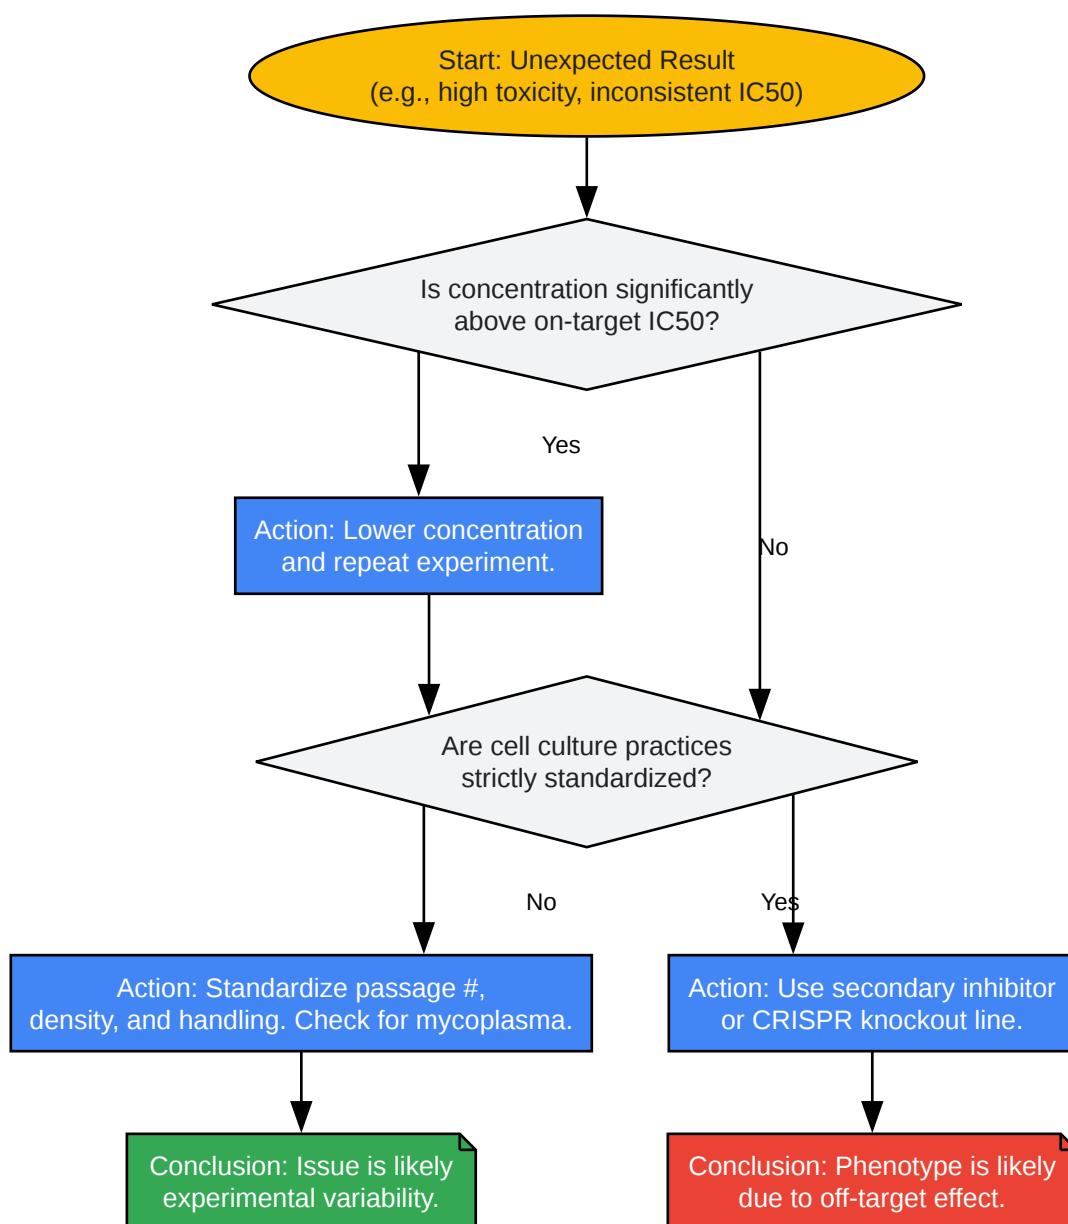 Start: Unexpected Result
(e.g., high toxicity, inconsistent IC50)
Is concentration significantly
above on-target IC50?
Yes
Action: Lower concentration
and repeat experiment.
No
Are cell culture practices
strictly standardized?
No
Yes
Action: Standardize passage #,
density, and handling. Check for mycoplasma.
Action: Use secondary inhibitor
or CRISPR knockout line.
Conclusion: Issue is likely
experimental variability.
Conclusion: Phenotype is likely
due to off-target effect.